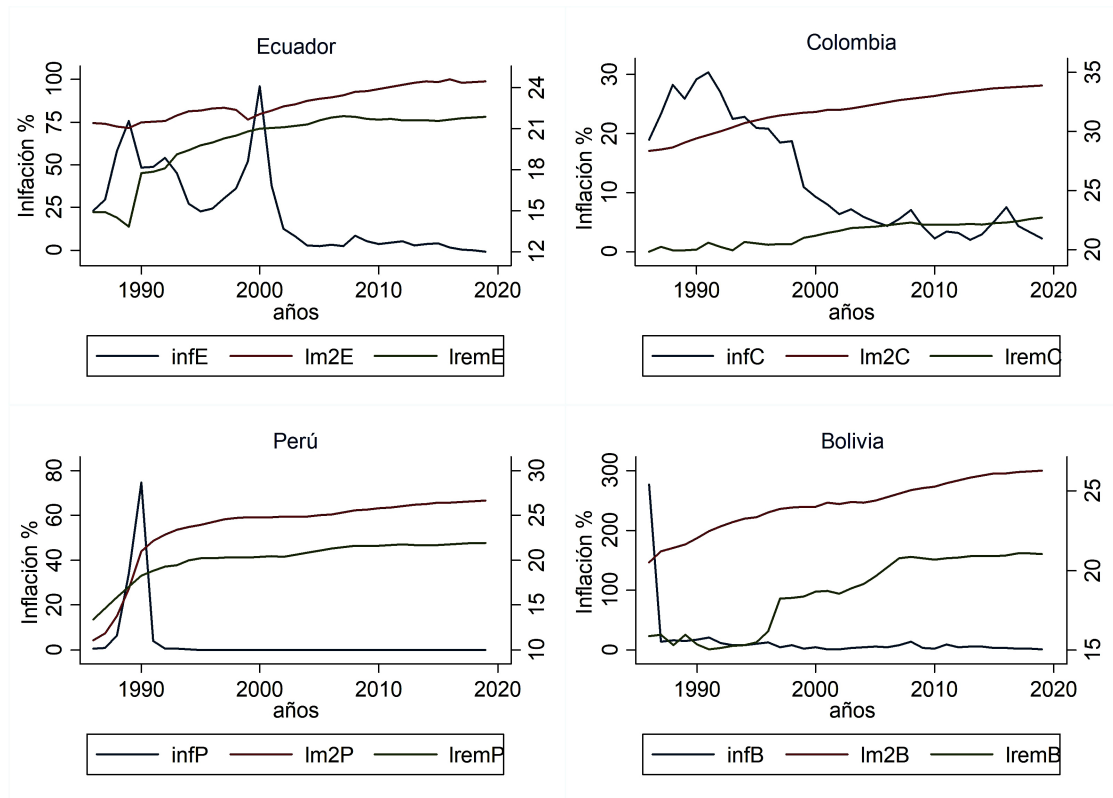 Ecuador
Inlfación %
100
75
50
25
0
24
21
18
15
12
1990 2000 2010 2020
años
infE lm2E lremE
Colombia
Inflación %
30
20
10
0
35
30
25
20
1990 2000 2010 2020
años
infC lm2C lremC
Perú
Inflación %
80
60
40
20
0
30
25
20
15
10
1990 2000 2010 2020
años
infP lm2P lremP
Bolivia
Inflación %
300
200
100
0
25
20
15
1990 2000 2010 2020
años
infB lm2B lremB